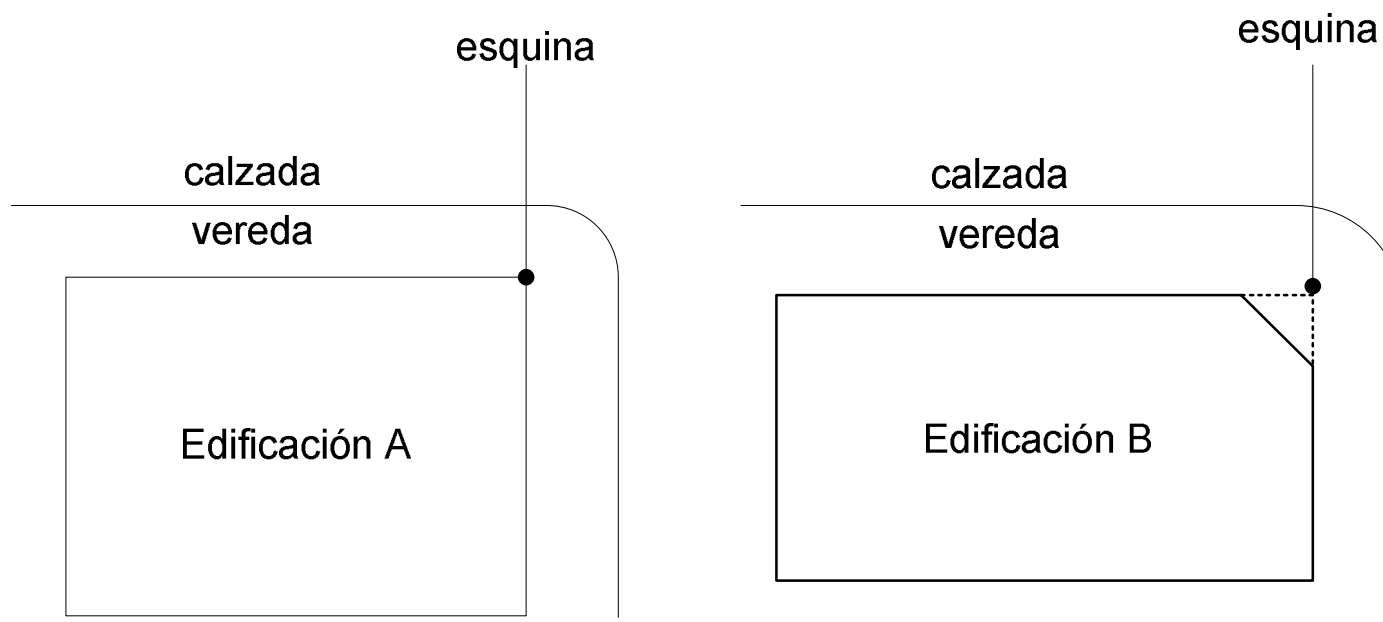 esquina
calzada
vereda
Edificación A
esquina
calzada
vereda
Edificación B